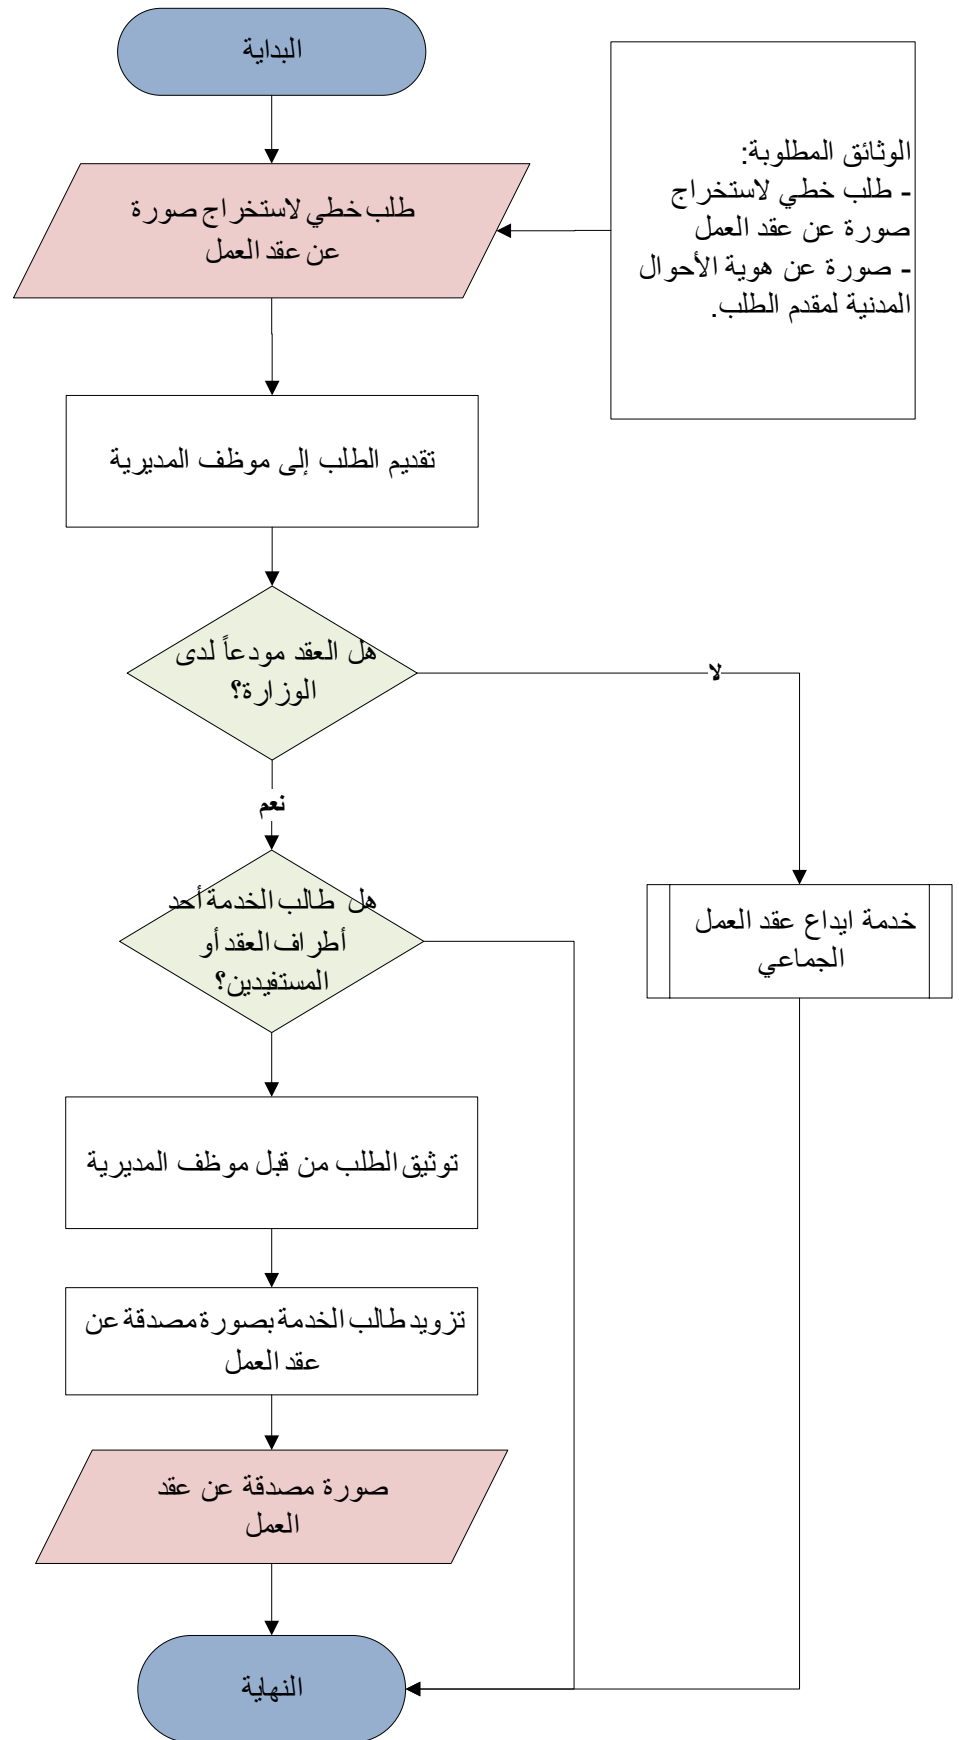 البداية
الوثائق المطلوبة:
- طلب خطي لاستخراج
صورة عن عقد العمل
- صورة عن هوية الأحوال
المدنية لمقدم الطلب.
طلب خطي لاستخراج صورة
عن عقد العمل
تقديم الطلب إلى موظف المديرية
هل العقد مودعاً لدى
الوزارة؟
لا
نعم
هل طالب الخدمة أحد
أطراف العقد أو
المستفيدين؟
خدمة ايداع عقد العمل
الجماعي
توثيق الطلب من قبل موظف المديرية
تزويد طالب الخدمة بصورة مصدقة عن
عقد العمل
صورة مصدقة عن عقد
العمل
النهاية